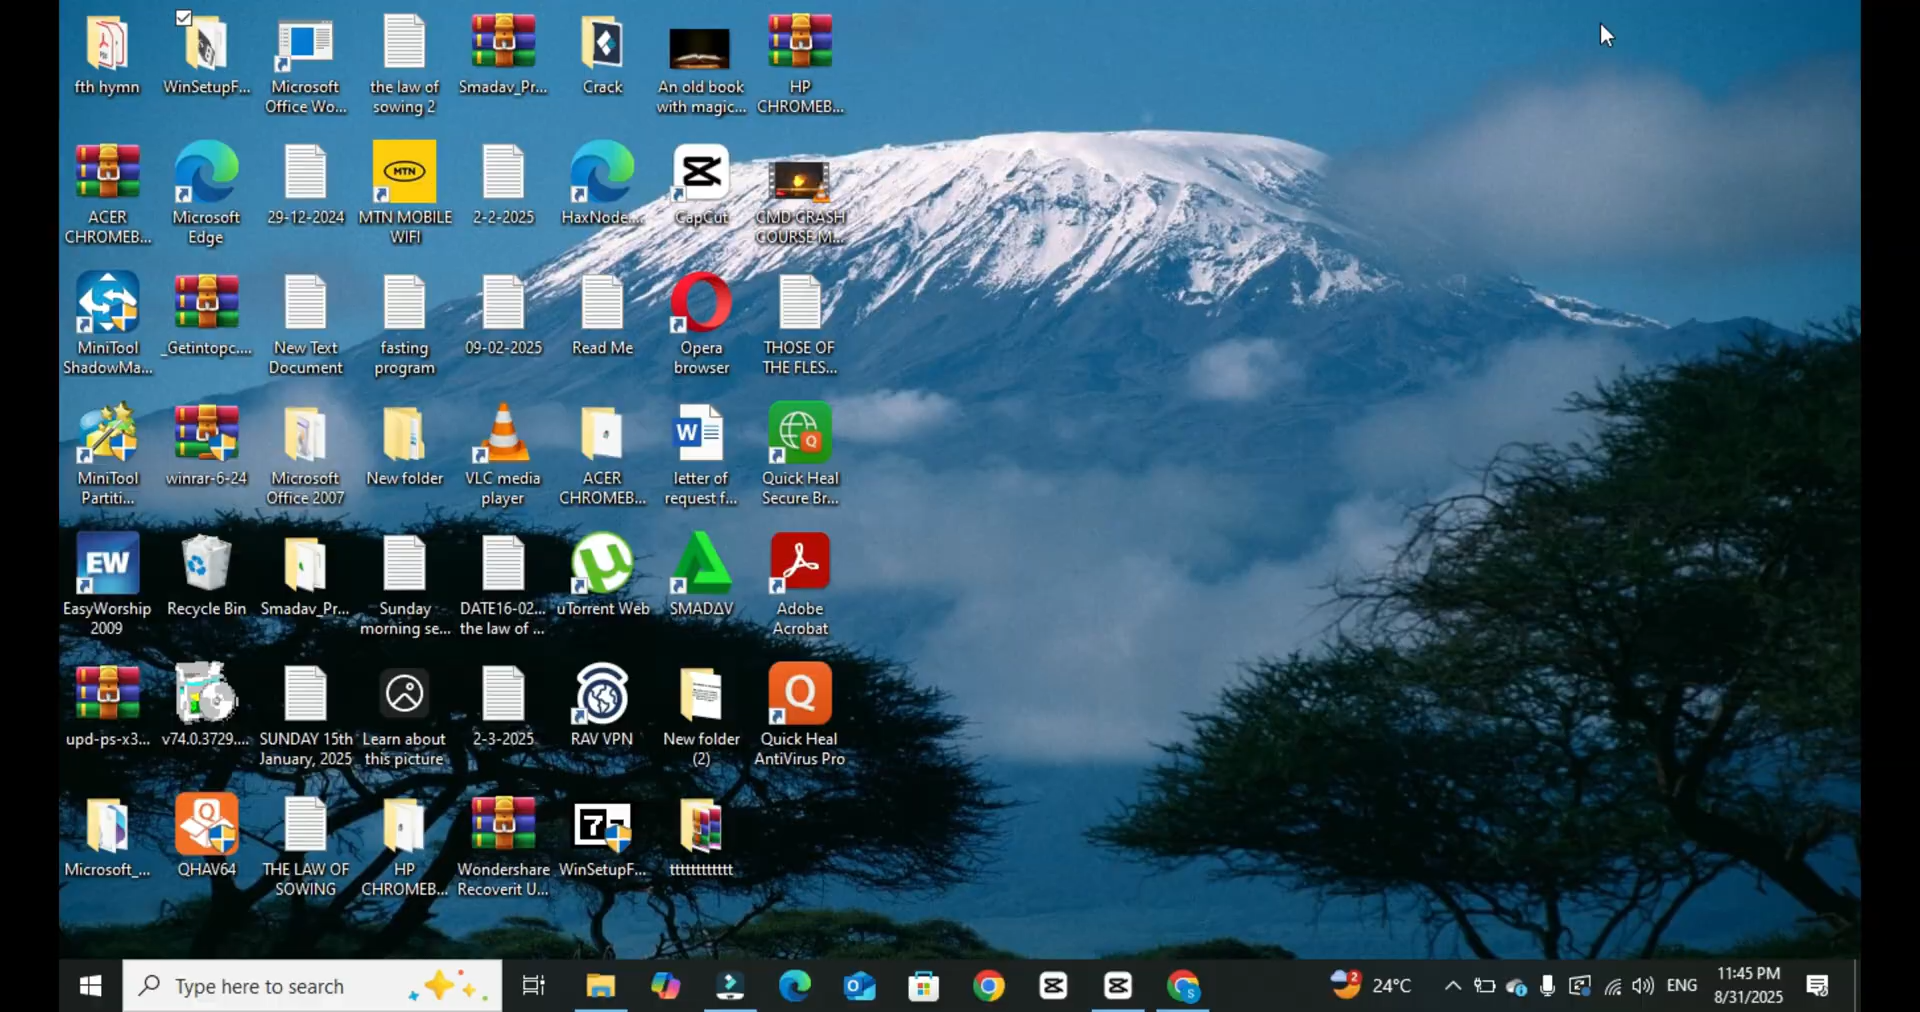 fth hymn
WinSetupF...
Microsoft
Office Wo...
the law of
sowing 2
Smadav_Pr...
Crack
An old book
with magic...
HP
CHROMEB...
ACER
CHROMEB...
Microsoft
Edge
29-12-2024
MTN
MTN MOBILE
WIFI
2-2-2025
HaxNode....
CapCut
CMD CRASH
COURSE M...
MiniTool
ShadowMa...
_Getintopc....
New Text
Document
fasting
program
09-02-2025
Read Me
Opera
browser
THOSE OF
THE FLES...
MiniTool
Partiti...
winrar-6-24
Microsoft
Office 2007
New folder
VLC media
player
ACER
CHROMEB...
W
letter of
request f...
Q
Quick Heal
Secure Br...
EW
EasyWorship
2009
Recycle Bin
Smadav_Pr...
Sunday
morning se...
DATE16-02...
the law of ...
uTorrent Web
SMADΔV
Adobe
Acrobat
upd-ps-x3...
v74.0.3729....
SUNDAY 15th
January, 2025
Learn about
this picture
2-3-2025
RAV VPN
New folder
(2)
Q
Quick Heal
AntiVirus Pro
Microsoft_...
Q
QHAV64
THE LAW OF
SOWING
HP
CHROMEB...
Wondershare
Recoverit U...
7
WinSetupF...
tttttttttttt
Type here to search
2
24°C
ENG
11:45 PM
8/31/2025